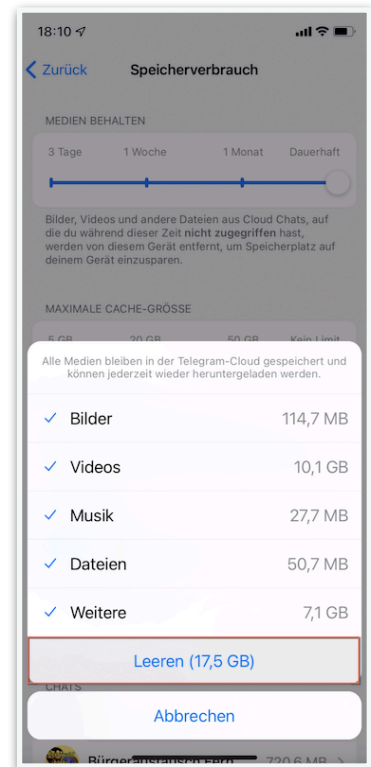 18:10
Zurück
Speicherverbrauch
MEDIEN BEHALTEN
3 Tage 1 Woche 1 Monat Dauerhaft
Bilder, Videos und andere Dateien aus Cloud Chats, auf
die du während dieser Zeit nicht zugegriffen hast,
werden von diesem Gerät entfernt, um Speicherplatz auf
deinem Gerät einzusparen.
MAXIMALE CACHE-GRÖSSE
5 GB 20 GB 50 GB Kein Limit
Alle Medien bleiben in der Telegram-Cloud gespeichert und
können jederzeit wieder heruntergeladen werden.
Bilder 114,7 MB
Videos 10,1 GB
Musik 27,7 MB
Dateien 50,7 MB
Weitere 7,1 GB
Leeren (17,5 GB)
CHATS
Abbrechen
Bürgeraustausch 720,6 MB